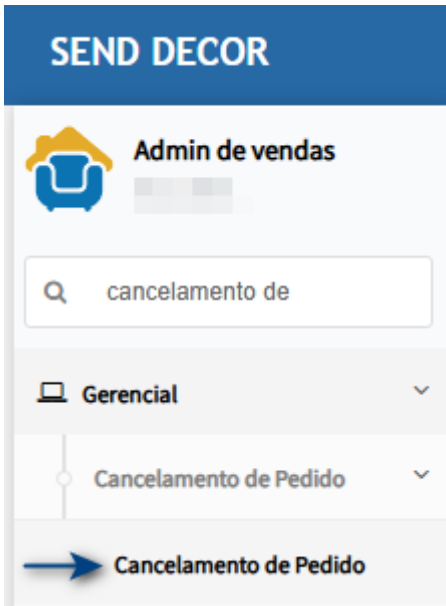 SEND DECOR
Admin de vendas
cancelamento de
Gerencial
Cancelamento de Pedido
Cancelamento de Pedido